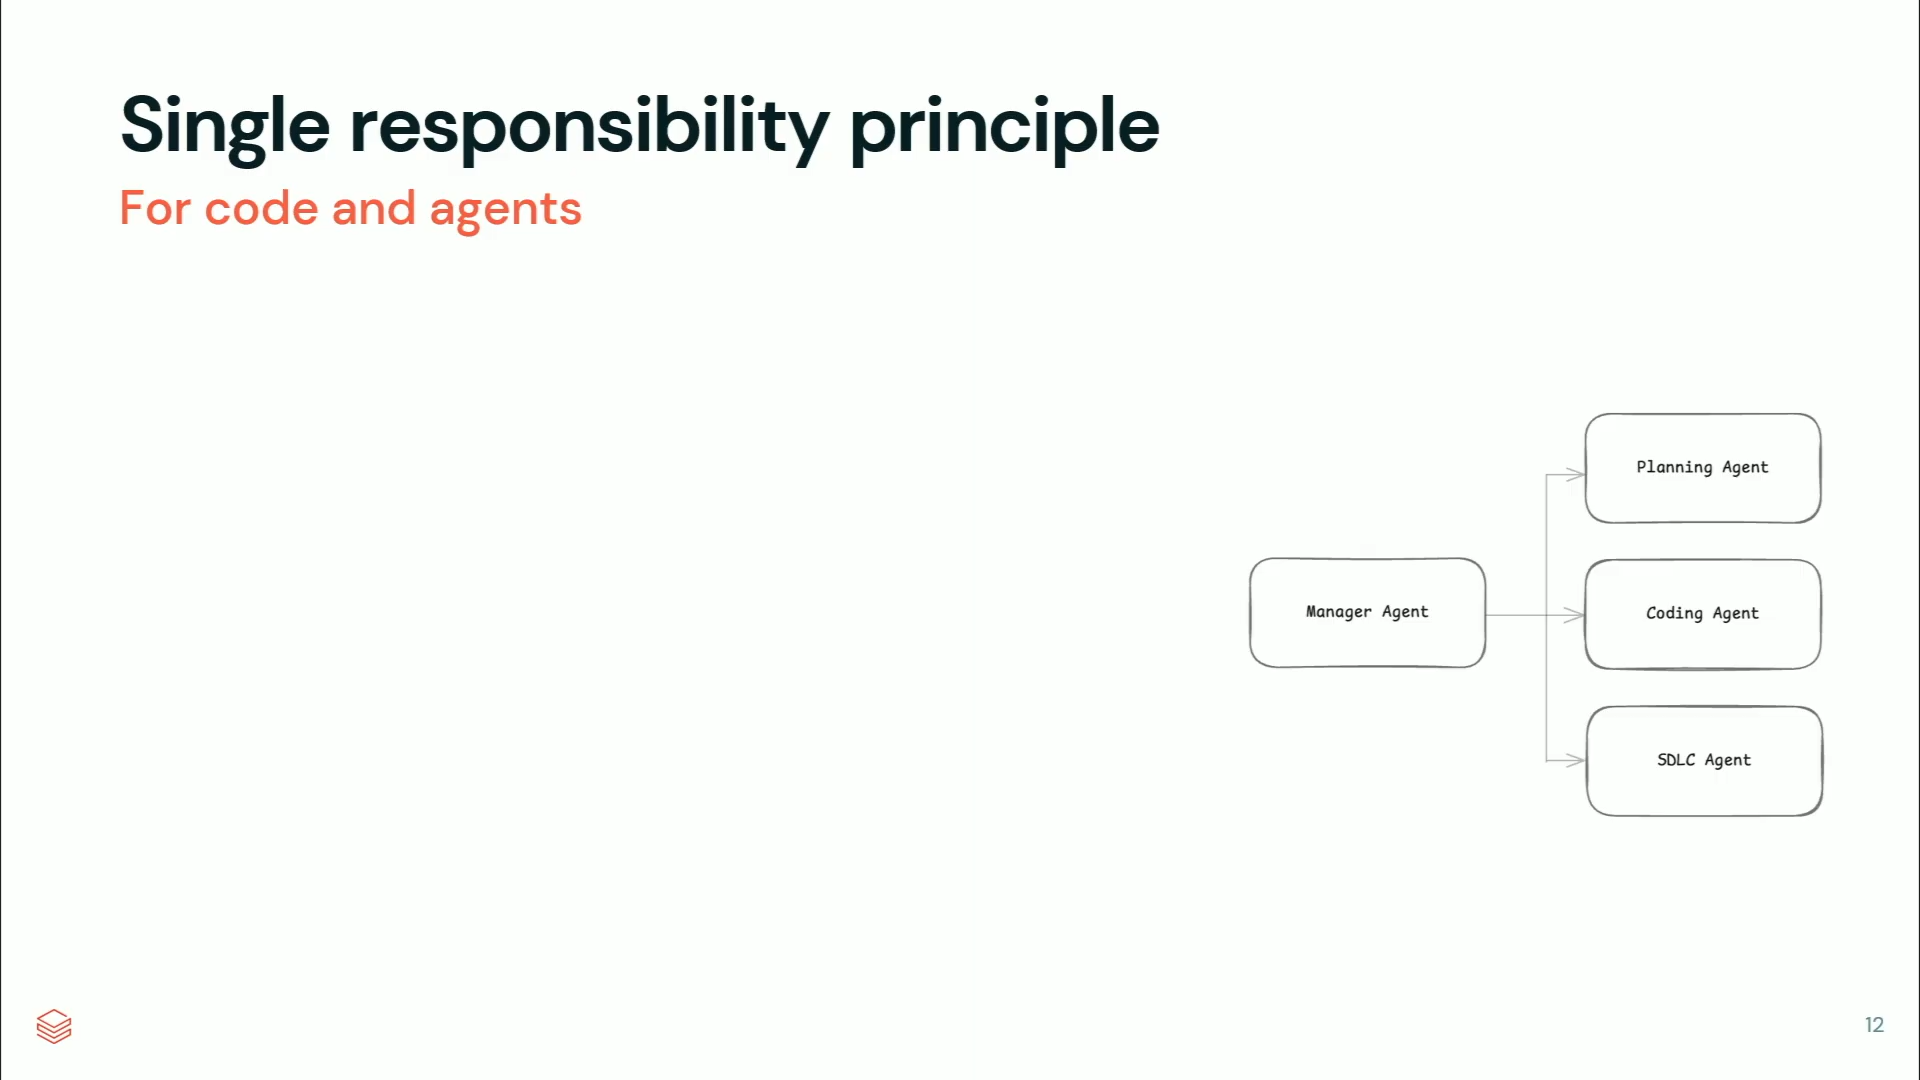 Single responsibility principle
For code and agents
Planning Agent
Manager Agent
Coding Agent
SDLC Agent
12